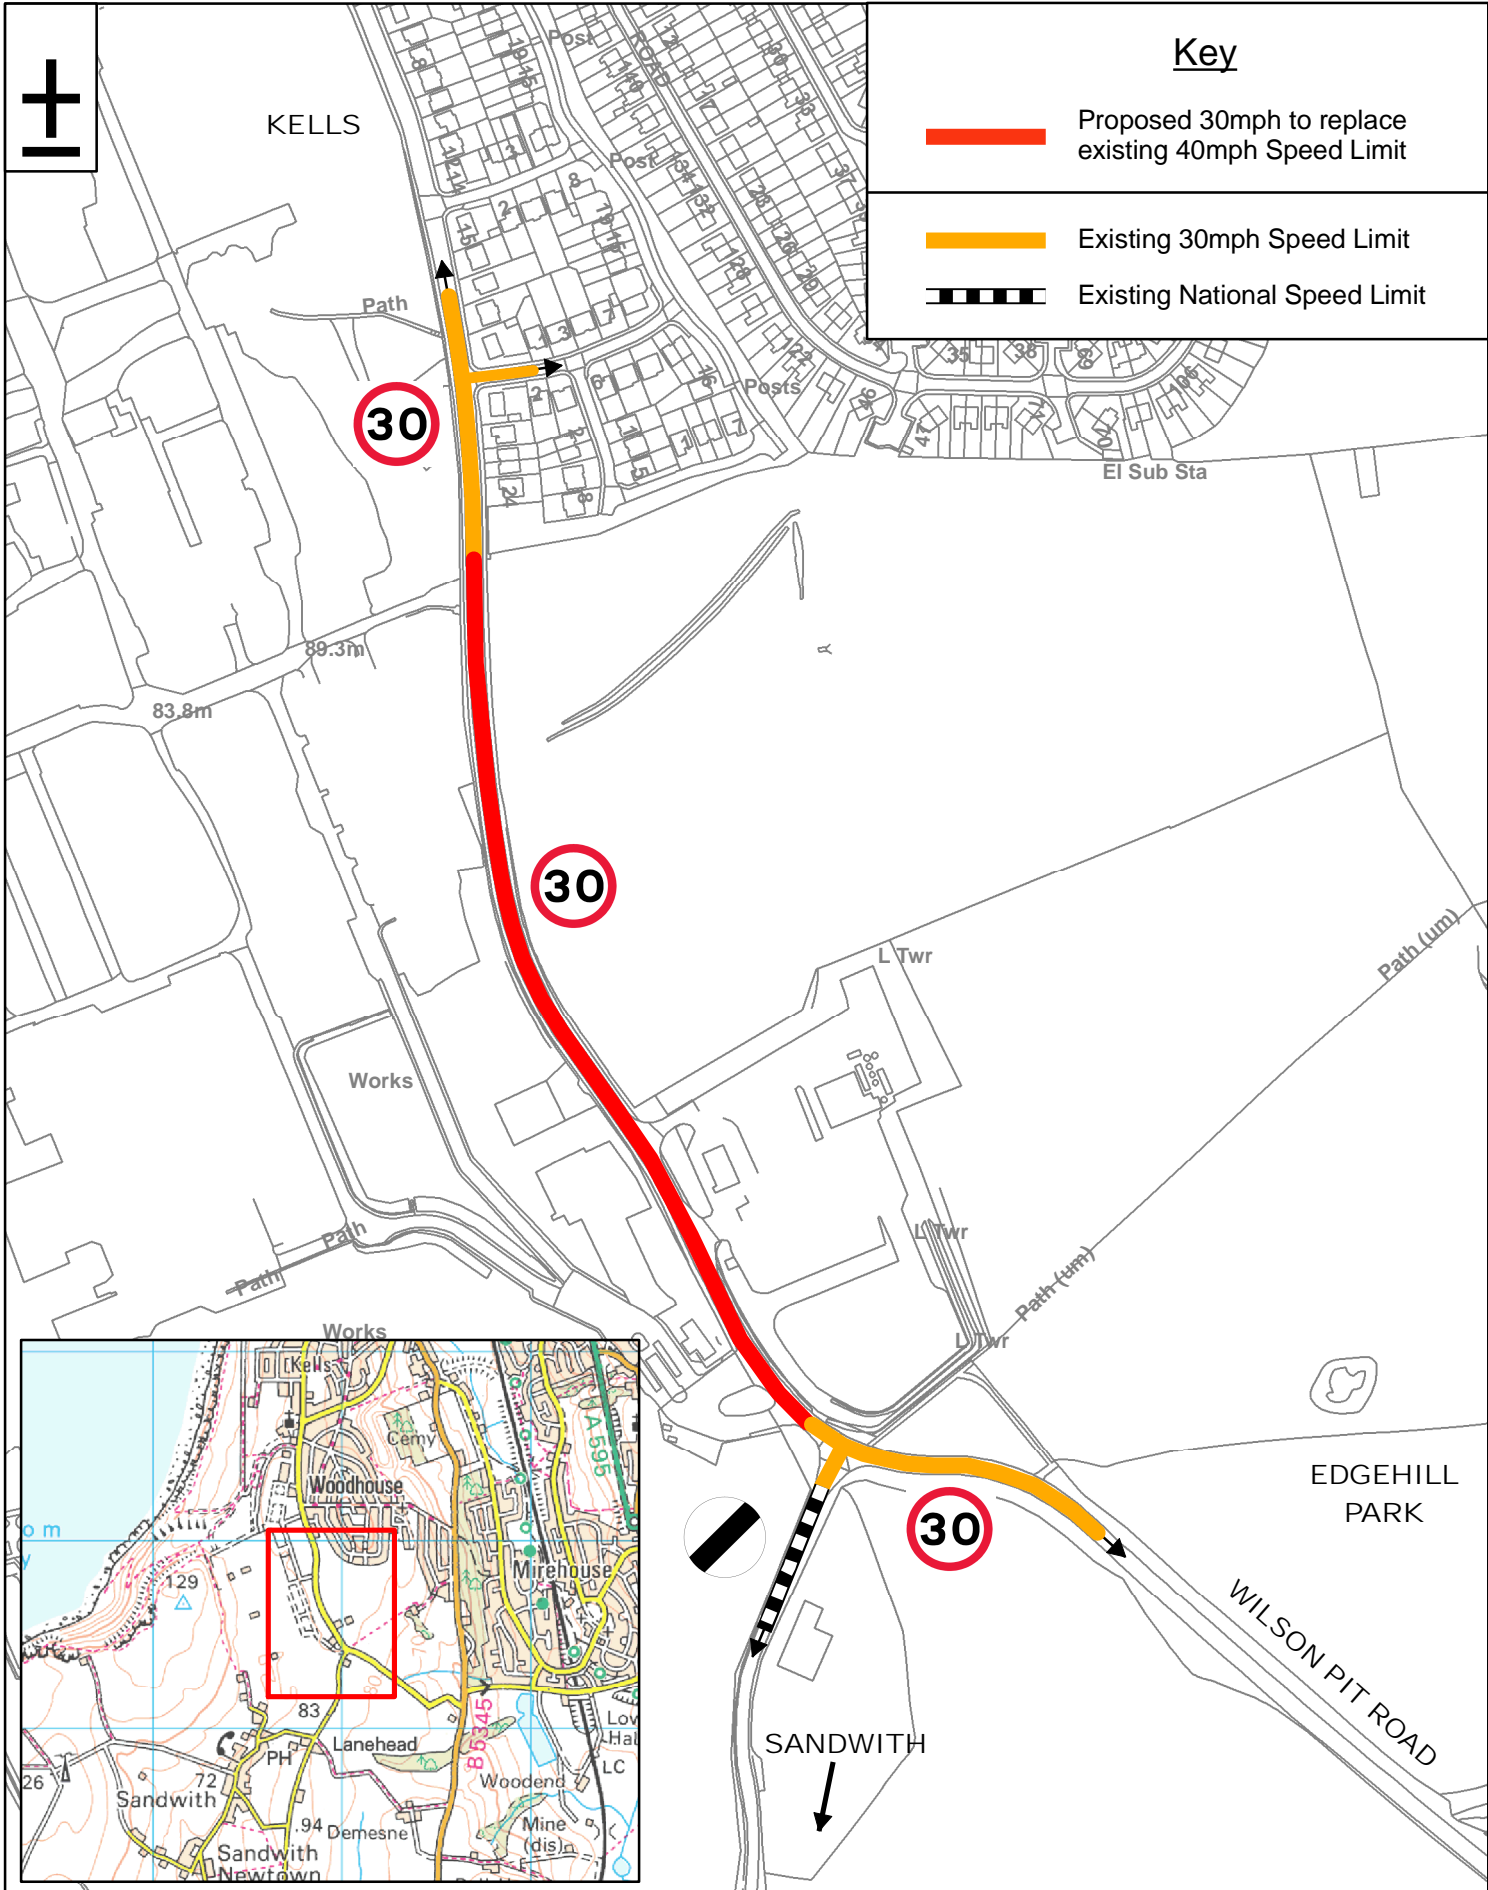 Key
Proposed 30mph to replace
existing 40mph Speed Limit
Existing 30mph Speed Limit
Existing National Speed Limit
KELLS
Post
ROAD
Post
Path
Posts
30
El Sub Sta
89.3m
83.8m
30
L Twr
Path (um)
Works
L Twr
Path
Path
Path (um)
L Twr
Works
EDGEHILL
PARK
30
WILSON PIT ROAD
SANDWITH
Kells
Cemy
A 595
Woodhouse
Mirehouse
129
83
Lanehead
B5345
PH
LC
26
72
Woodend
Sandwith
.94
Demesne
Mine
(dis)
Sandwith
Newtown